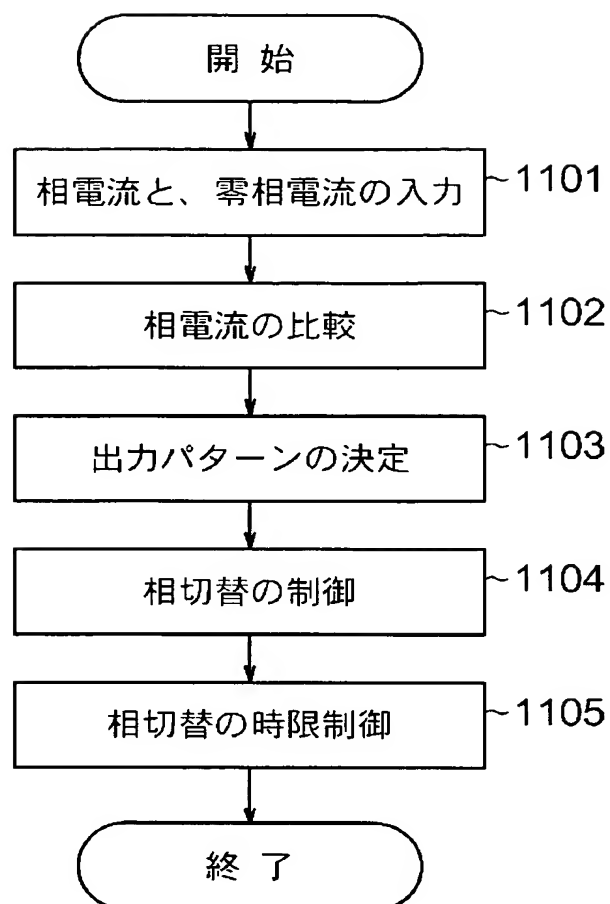 開 始
相電流と、零相電流の入力 ~1101
相電流の比較 ~1102
出力パターンの決定 ~1103
相切替の制御 ~1104
相切替の時限制御 ~1105
終 了